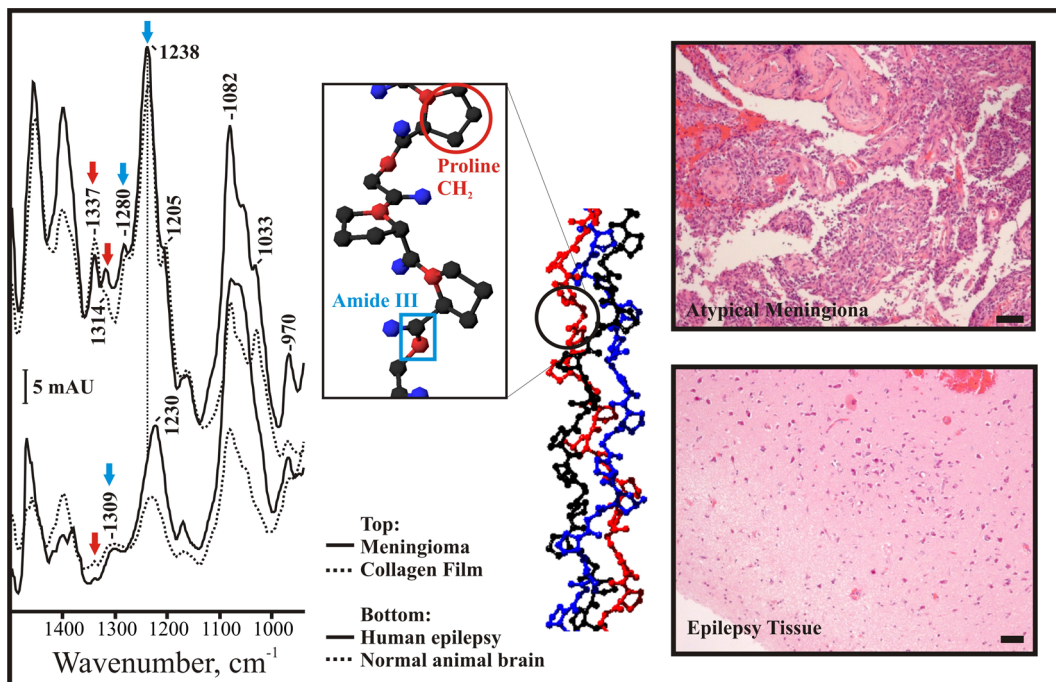 1238
-1337
-1280
1314
1205
-1082
1033
-970
5 mAU
1230
-1309
1400 1300 1200 1100 1000
Wavenumber, cm⁻¹
Proline
CH₂
Amide III
Top:
Meningioma
Collagen Film
Bottom:
Human epilepsy
Normal animal brain
Atypical Meningiona
Epilepsy Tissue